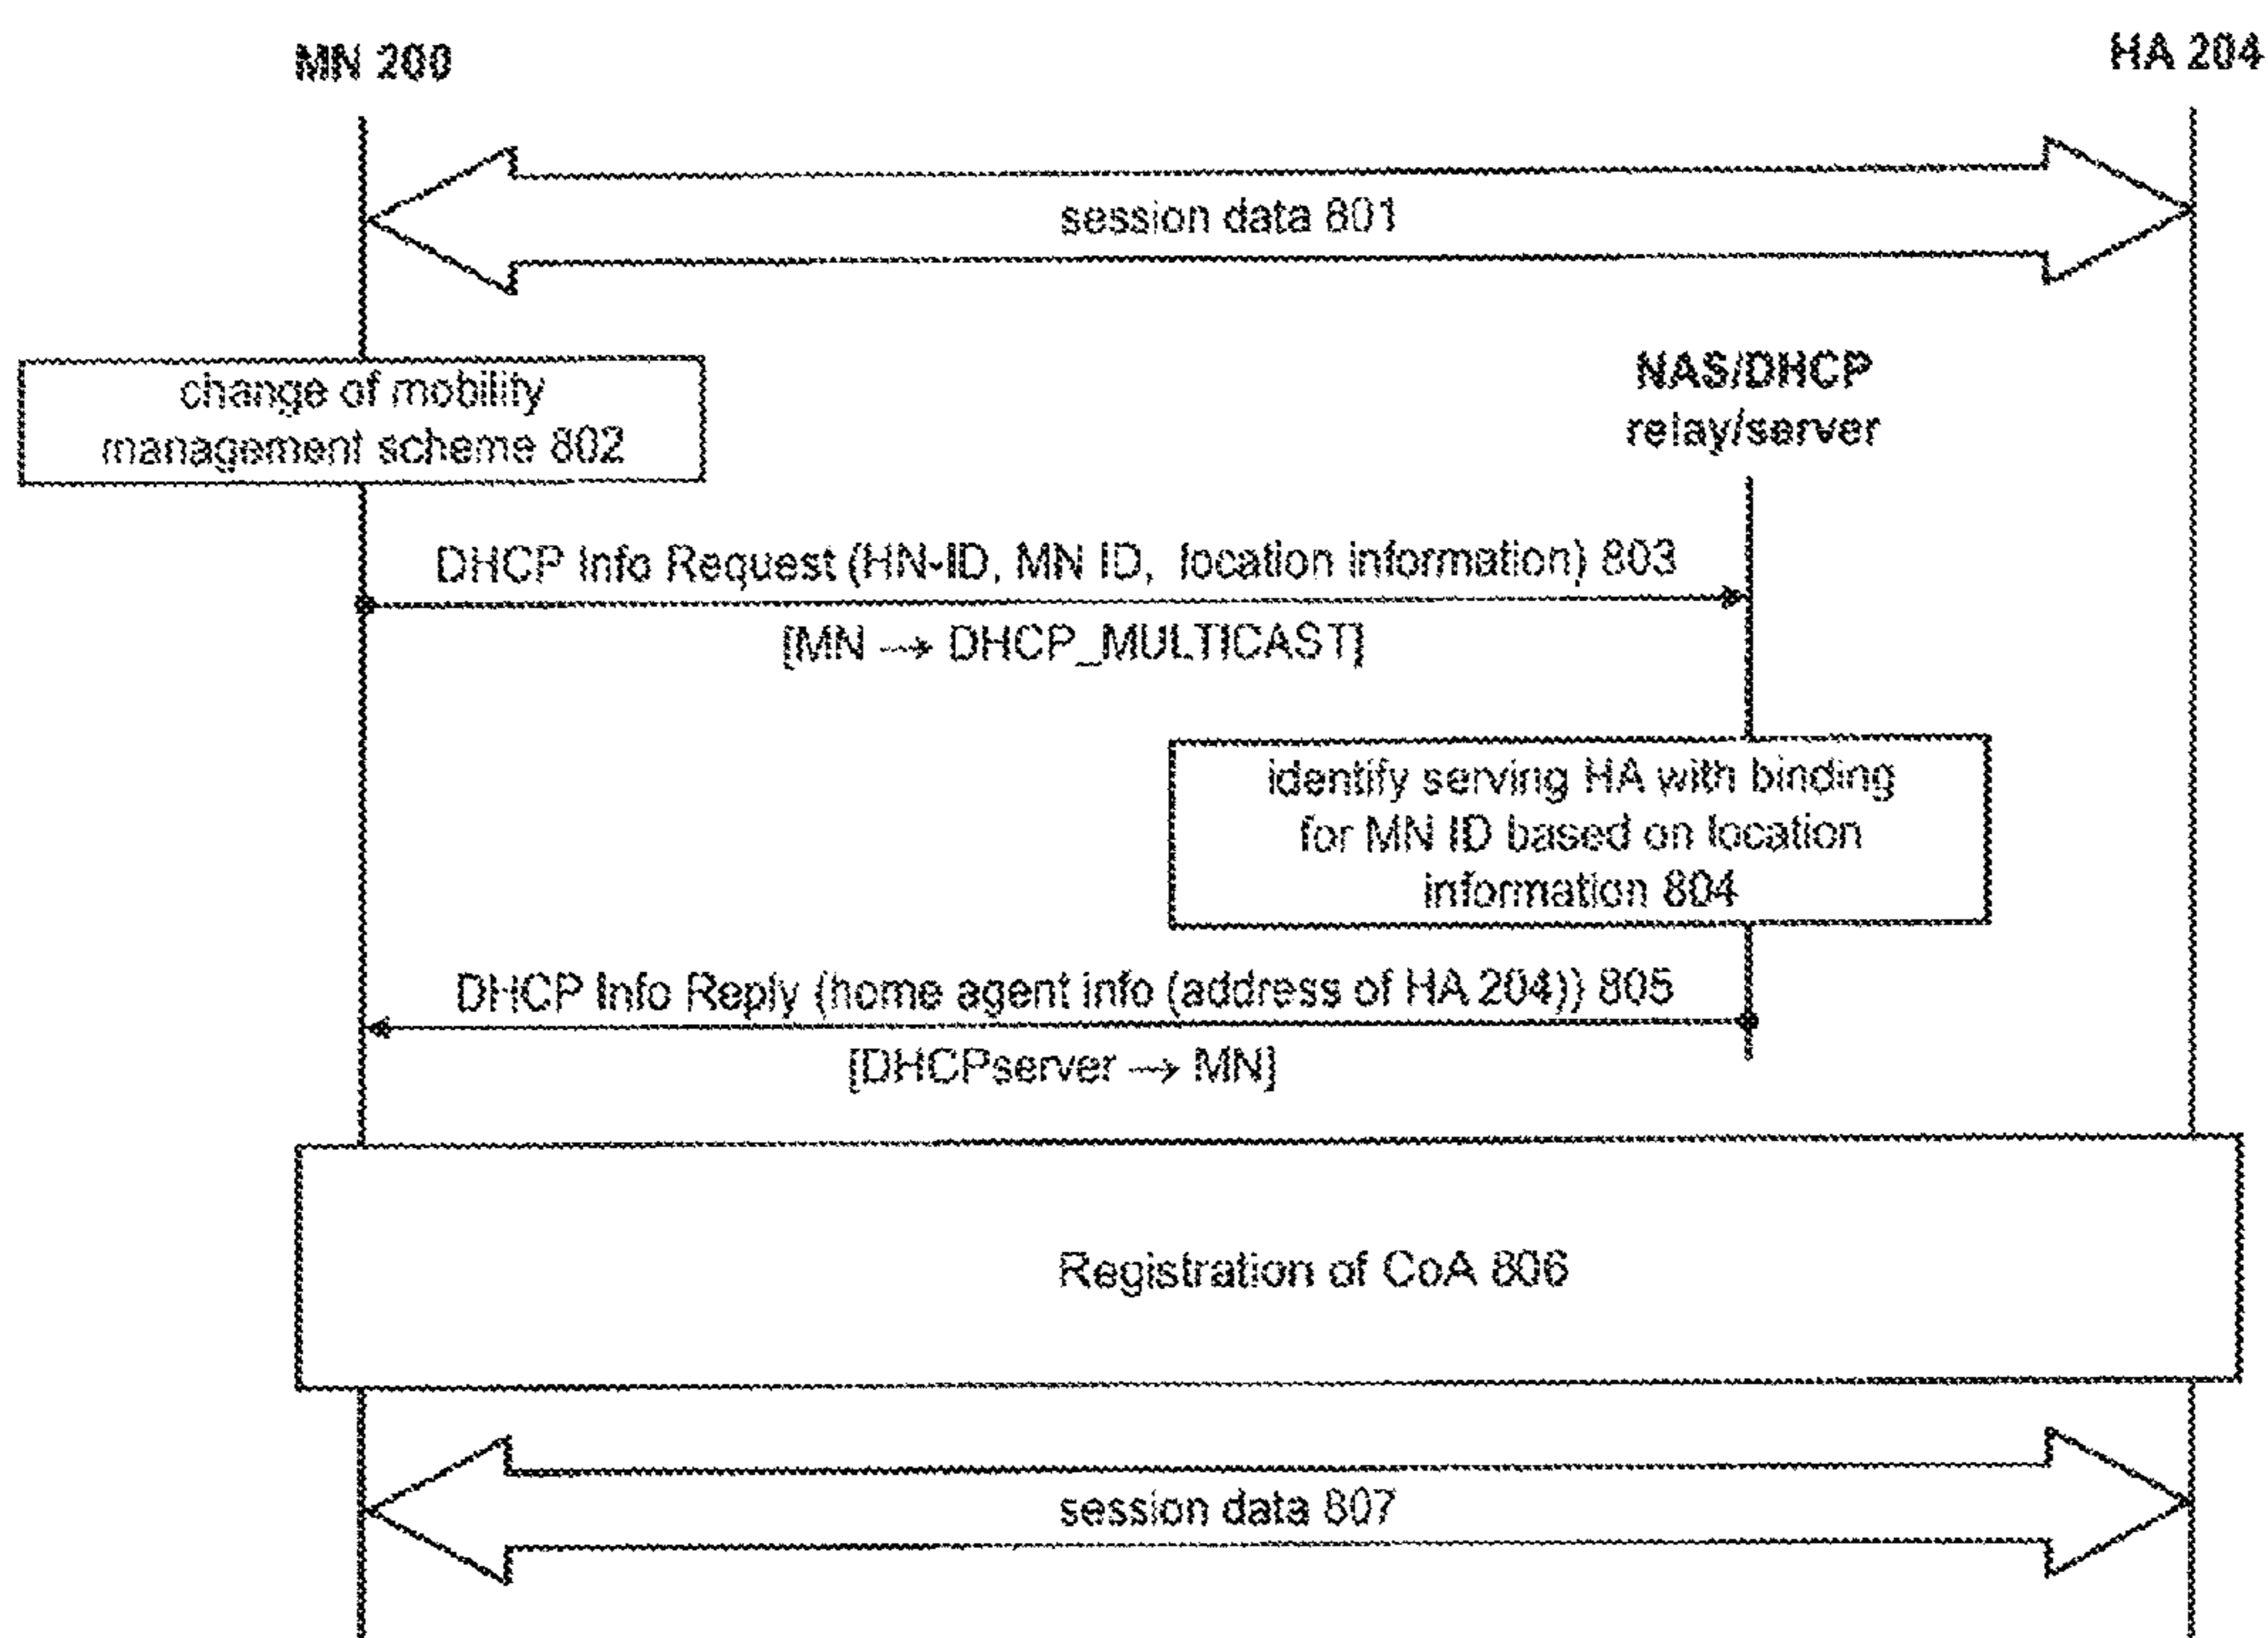 MN 200
HA 204
session data 801
change of mobility
management scheme 802
NAS/DHCP
relay/server
DHCP Info Request (HN-ID, MN ID, location information) 803
[MN → DHCP_MULTICAST]
identify serving HA with binding
for MN ID based on location
information 804
DHCP Info Reply (home agent info (address of HA 204)) 805
[DHCPserver → MN]
Registration of CoA 806
session data 807